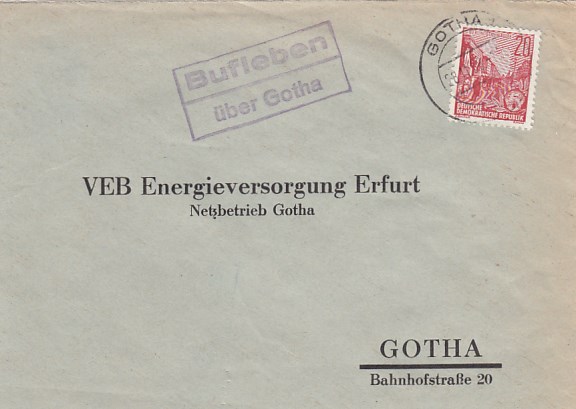 Bufleben
über Gotha
GOTHA
20
DEUTSCHE
DEMOKRATISCHE REPUBLIK
VEB Energieversorgung Erfurt
Netzbetrieb Gotha
GOTHA
Bahnhofstraße 20